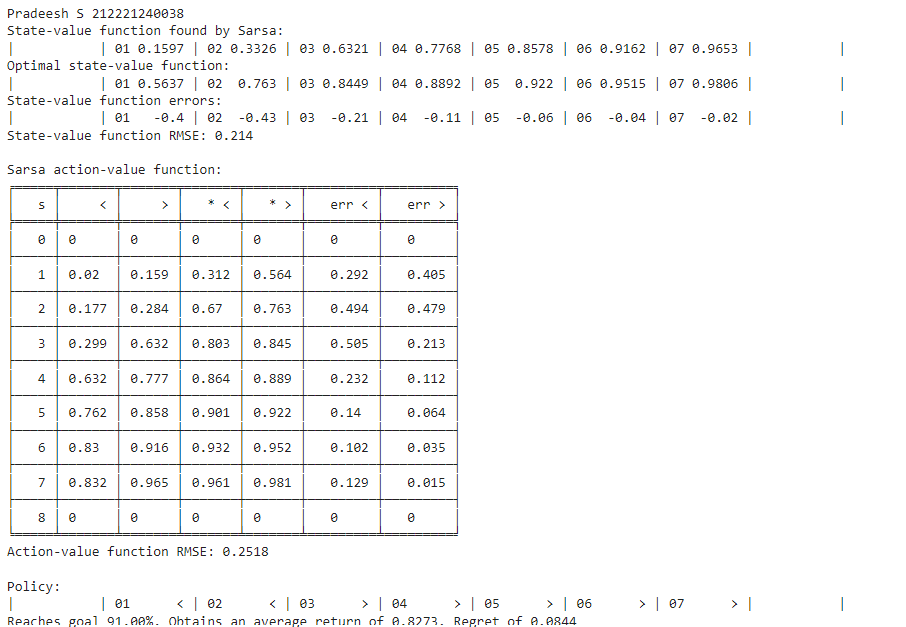 Pradeesh S 212221240038
State-value function found by Sarsa:
|           | 01 0.1597 | 02 0.3326 | 03 0.6321 | 04 0.7768 | 05 0.8578 | 06 0.9162 | 07 0.9653 |           |
Optimal state-value function:
|           | 01 0.5637 | 02  0.763 | 03 0.8449 | 04 0.8892 | 05  0.922 | 06 0.9515 | 07 0.9806 |           |
State-value function errors:
|           | 01   -0.4 | 02  -0.43 | 03  -0.21 | 04  -0.11 | 05  -0.06 | 06  -0.04 | 07  -0.02 |           |
State-value function RMSE: 0.214
Sarsa action-value function:
s | < | > | * < | * > | err < | err >
0 | 0 | 0 | 0 | 0 | 0 | 0
1 | 0.02 | 0.159 | 0.312 | 0.564 | 0.292 | 0.405
2 | 0.177 | 0.284 | 0.67 | 0.763 | 0.494 | 0.479
3 | 0.299 | 0.632 | 0.803 | 0.845 | 0.505 | 0.213
4 | 0.632 | 0.777 | 0.864 | 0.889 | 0.232 | 0.112
5 | 0.762 | 0.858 | 0.901 | 0.922 | 0.14 | 0.064
6 | 0.83 | 0.916 | 0.932 | 0.952 | 0.102 | 0.035
7 | 0.832 | 0.965 | 0.961 | 0.981 | 0.129 | 0.015
8 | 0 | 0 | 0 | 0 | 0 | 0
Action-value function RMSE: 0.2518
Policy:
|           | 01      < | 02      < | 03      > | 04      > | 05      > | 06      > | 07      > |           |
Reaches goal 91.00%. Obtains an average return of 0.8273. Regret of 0.0844